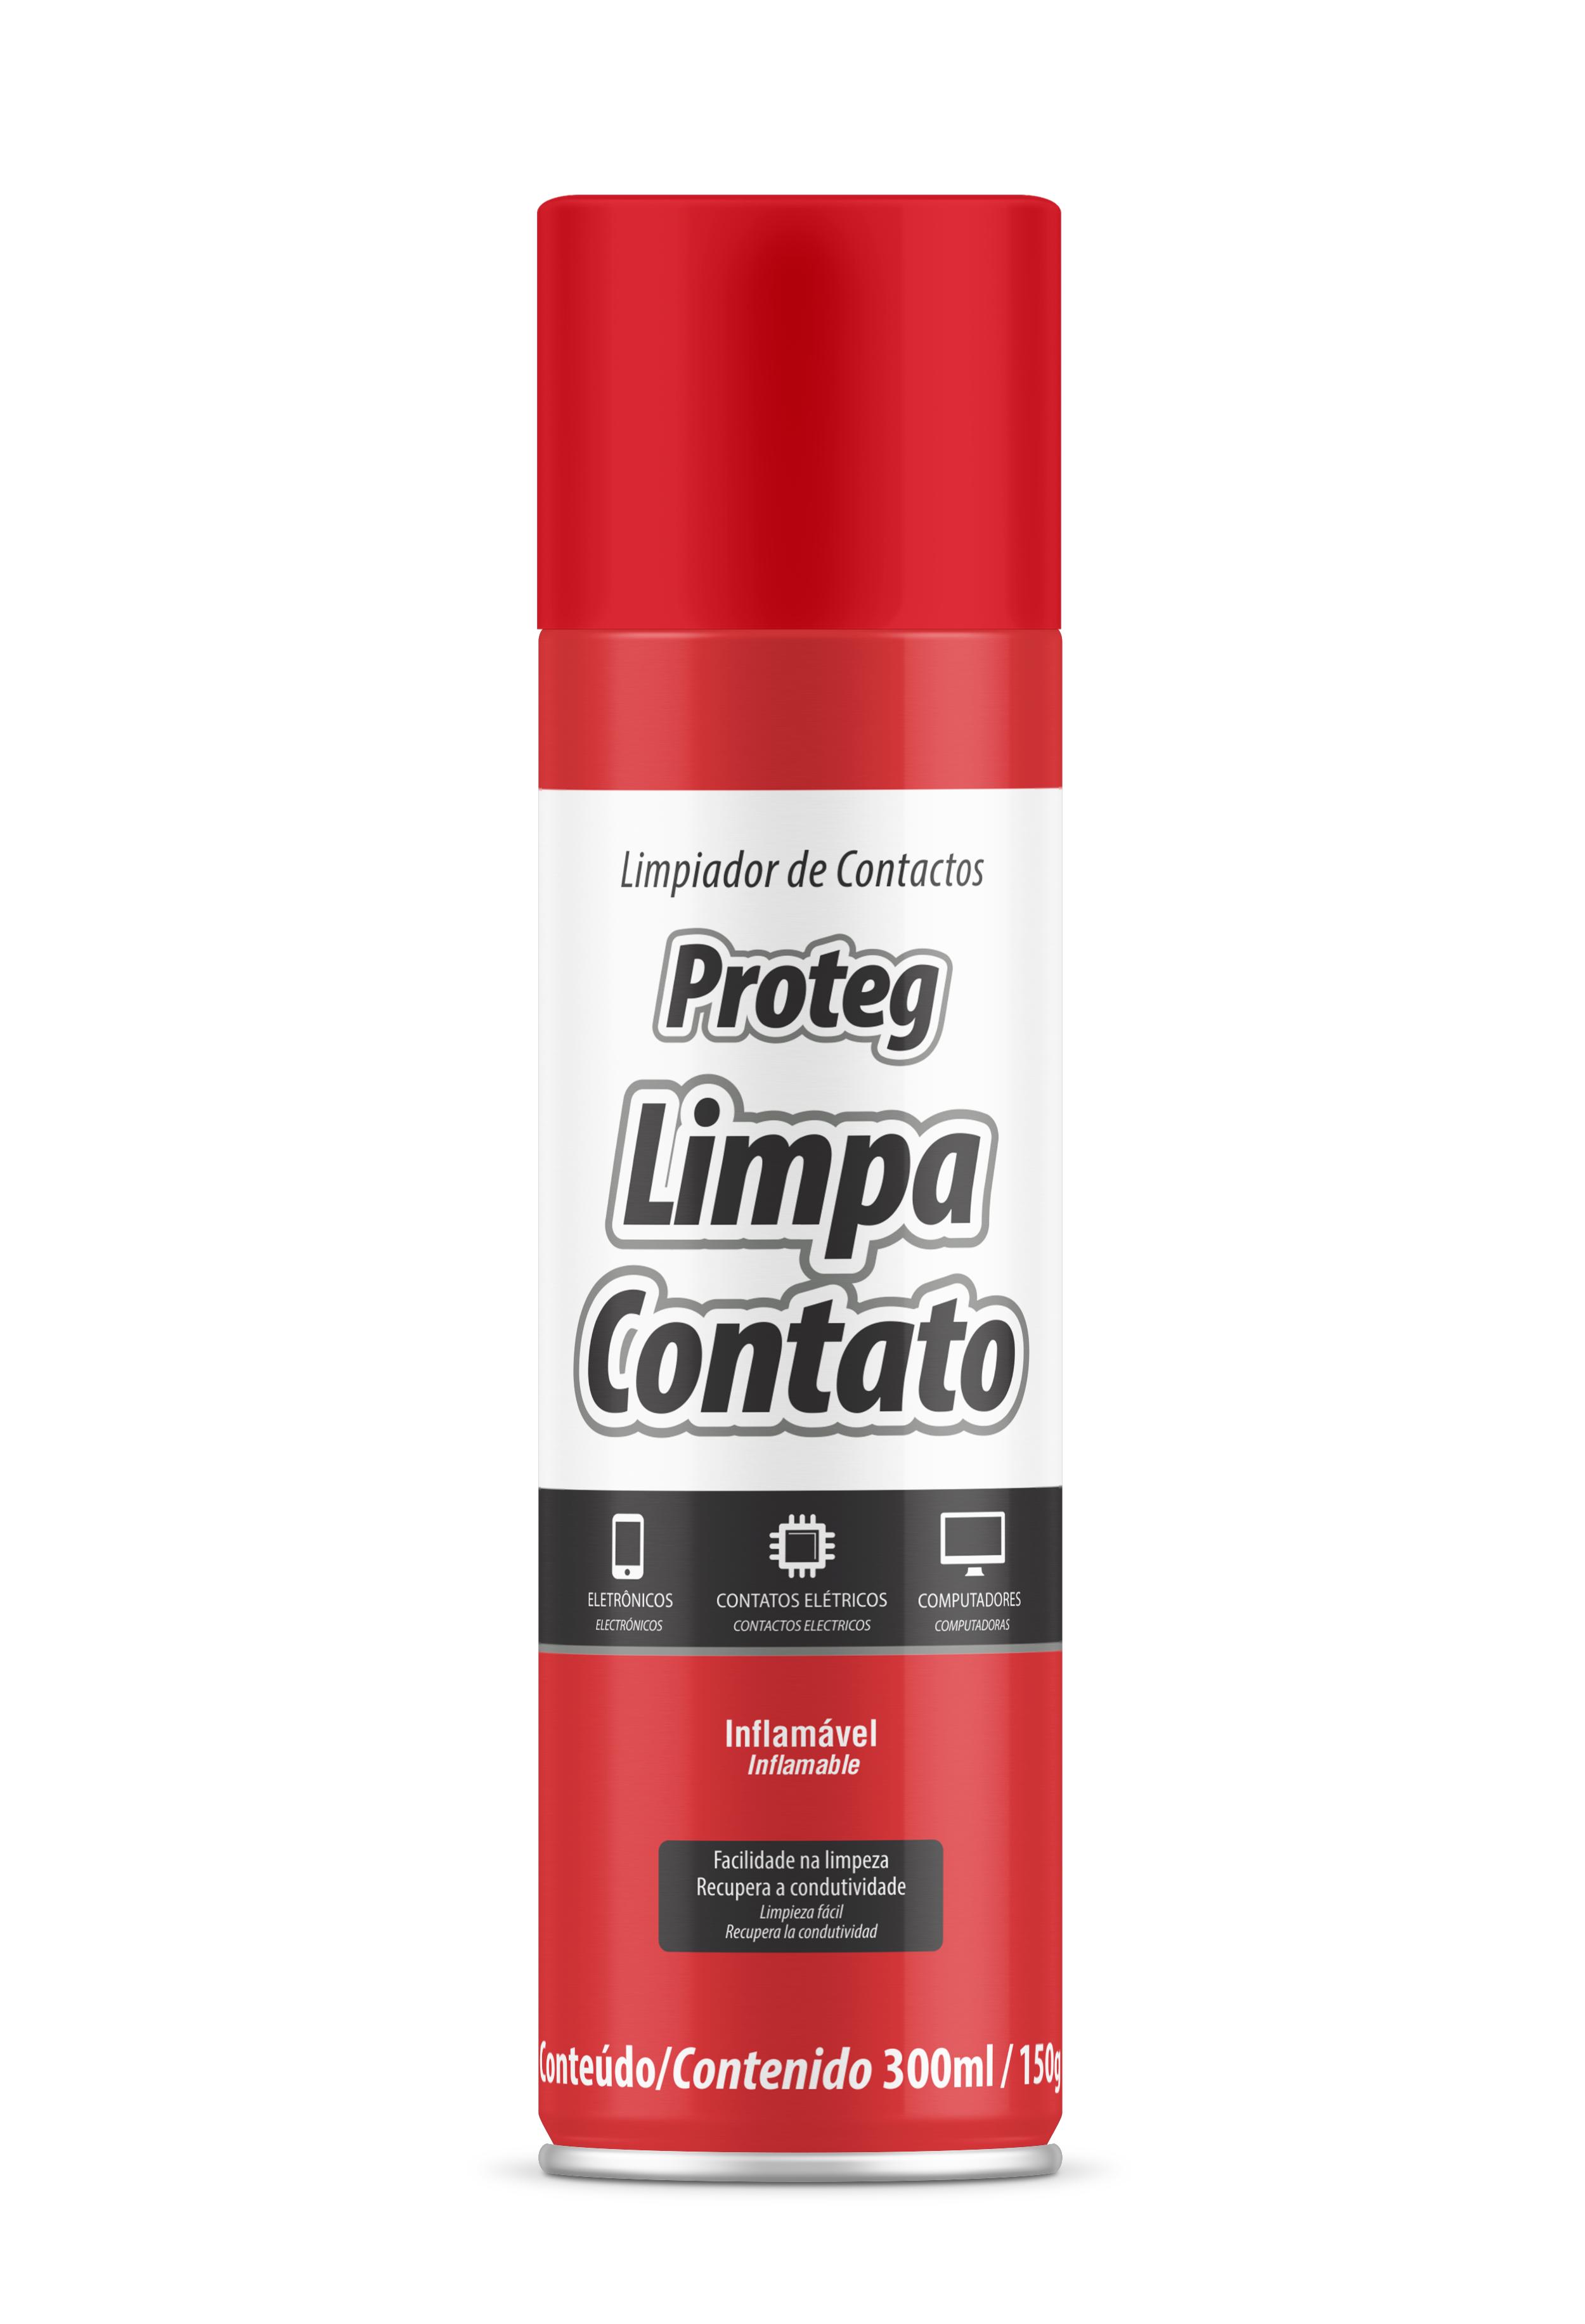 Limpiador de Contactos
Proteg
Limpa
Contato
ELETRÔNICOS
ELECTRÓNICOS
CONTATOS ELÉTRICOS
CONTACTOS ELECTRICOS
COMPUTADORES
COMPUTADORAS
Inflamável
Inflamable
Facilidade na limpeza
Recupera a condutividade
Limpieza fácil
Recupera la condutividad
Conteúdo/Contenido 300ml / 150g